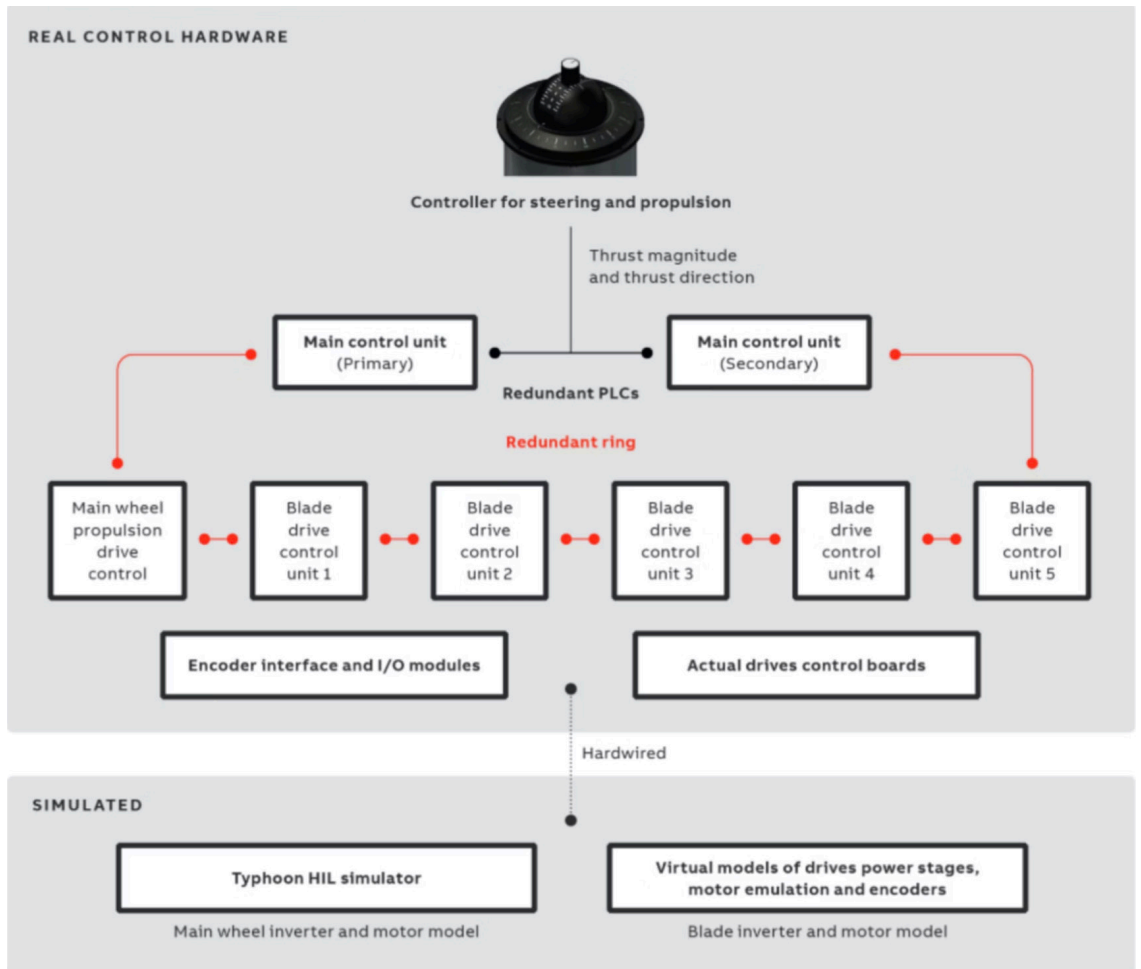 REAL CONTROL HARDWARE
Controller for steering and propulsion
Thrust magnitude
and thrust direction
Main control unit
(Primary)
Main control unit
(Secondary)
Redundant PLCs
Redundant ring
Main wheel
propulsion
drive
control
Blade
drive
control
unit 1
Blade
drive
control
unit 2
Blade
drive
control
unit 3
Blade
drive
control
unit 4
Blade
drive
control
unit 5
Encoder interface and I/O modules
Actual drives control boards
Hardwired
SIMULATED
Typhoon HIL simulator
Main wheel inverter and motor model
Virtual models of drives power stages,
motor emulation and encoders
Blade inverter and motor model